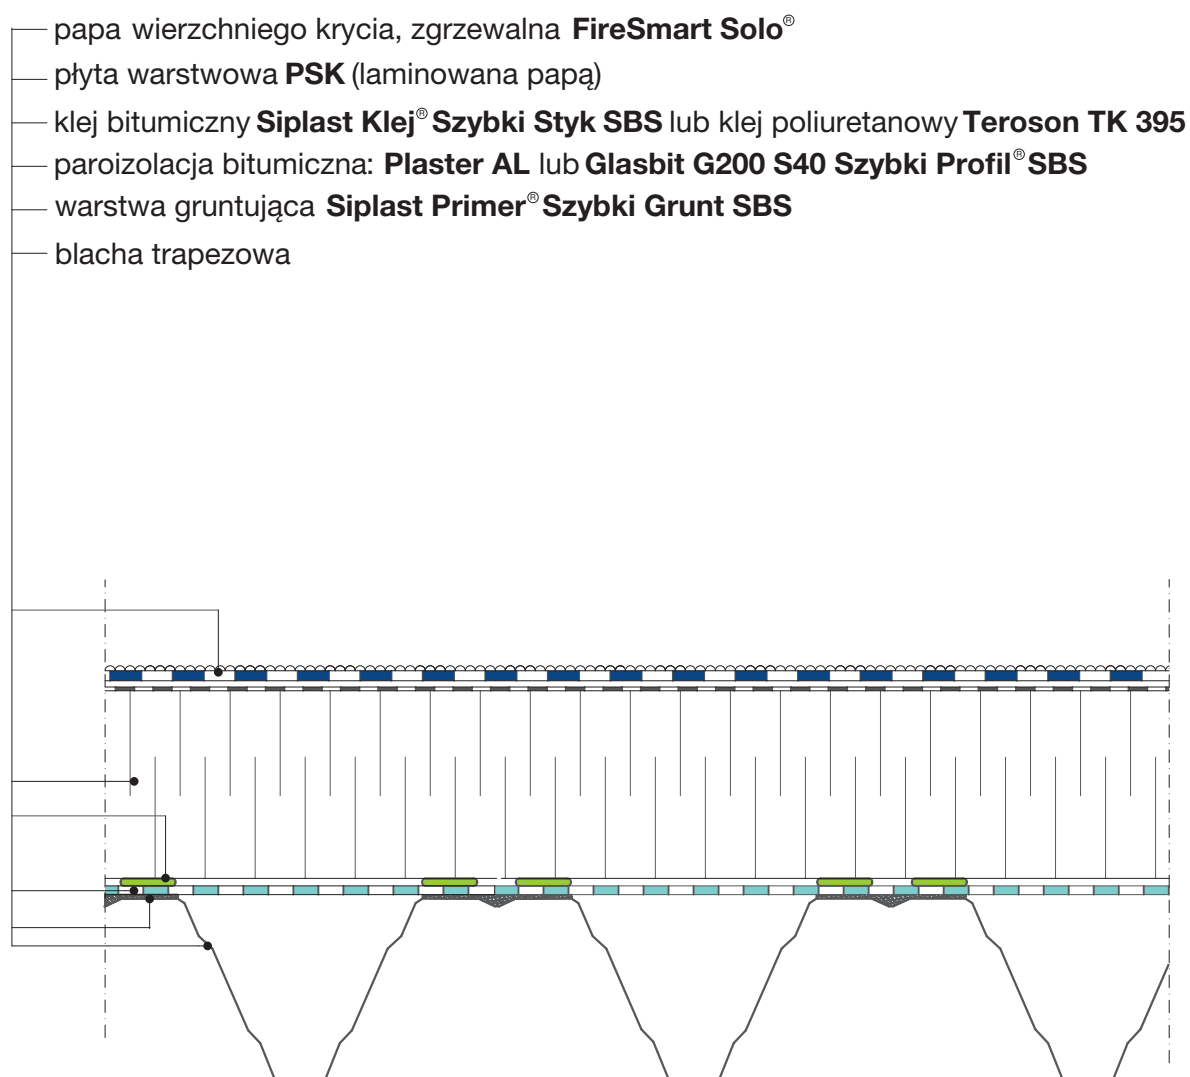 papa wierzchniego krycia, zgrzewalna FireSmart Solo®
płyta warstwowa PSK (laminowana papą)
klej bitumiczny Siplast Klej® Szybki Styk SBS lub klej poliuretanowy Teroson TK 395
paroizolacja bitumiczna: Plaster AL lub Glasbit G200 S40 Szybki Profil® SBS
warstwa gruntująca Siplast Primer® Szybki Grunt SBS
blacha trapezowa